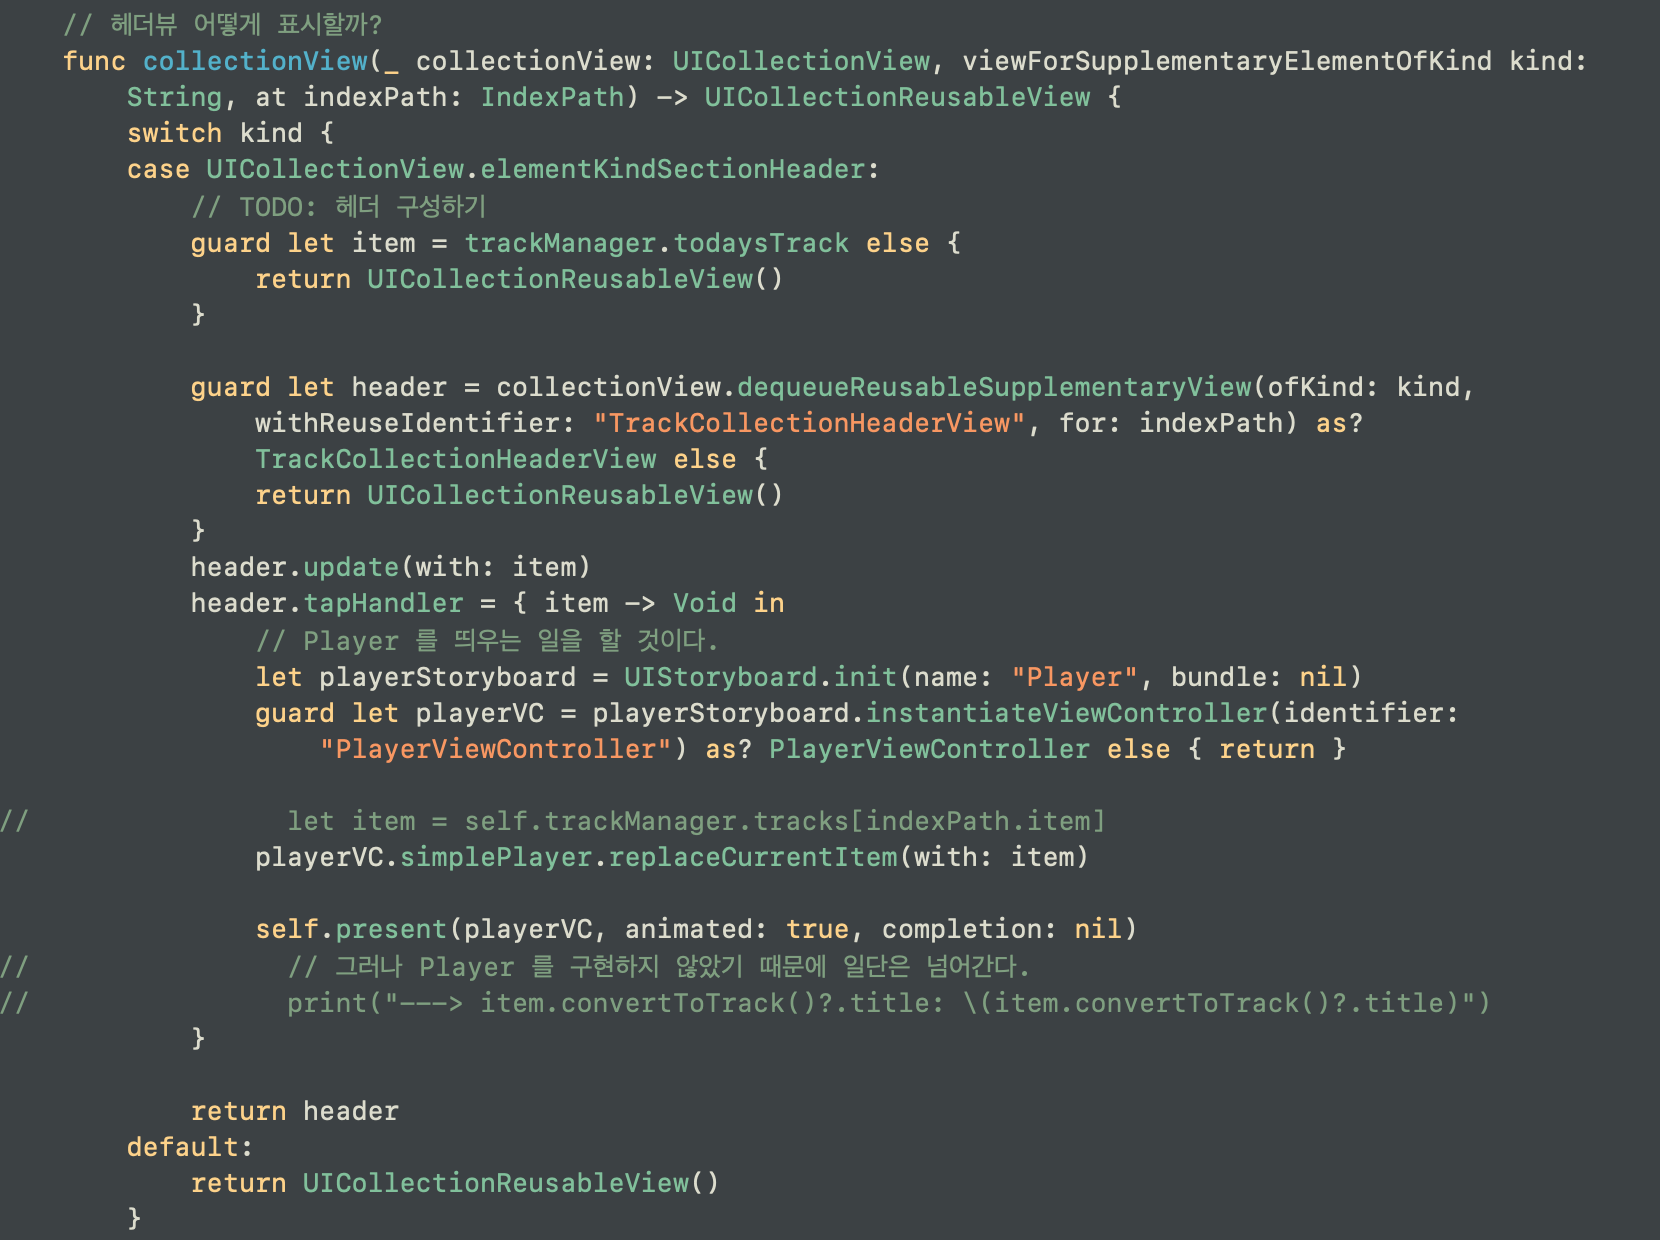 // 헤더뷰 어떻게 표시할까?
func collectionView(_ collectionView: UICollectionView, viewForSupplementaryElementOfKind kind:
String, at indexPath: IndexPath) -> UICollectionReusableView {
switch kind {
case UICollectionView.elementKindSectionHeader:
// TODO: 헤더 구성하기
guard let item = trackManager.todaysTrack else {
return UICollectionReusableView()
}
guard let header = collectionView.dequeueReusableSupplementaryView(ofKind: kind,
withReuseIdentifier: "TrackCollectionHeaderView", for: indexPath) as?
TrackCollectionHeaderView else {
return UICollectionReusableView()
}
header.update(with: item)
header.tapHandler = { item -> Void in
// Player 를 띄우는 일을 할 것이다.
let playerStoryboard = UIStoryboard.init(name: "Player", bundle: nil)
guard let playerVC = playerStoryboard.instantiateViewController(identifier:
"PlayerViewController") as? PlayerViewController else { return }
// let item = self.trackManager.tracks[indexPath.item]
playerVC.simplePlayer.replaceCurrentItem(with: item)
self.present(playerVC, animated: true, completion: nil)
// // 그러나 Player 를 구현하지 않았기 때문에 일단은 넘어간다.
// print("---> item.convertToTrack()?.title: \(item.convertToTrack()?.title)")
}
return header
default:
return UICollectionReusableView()
}